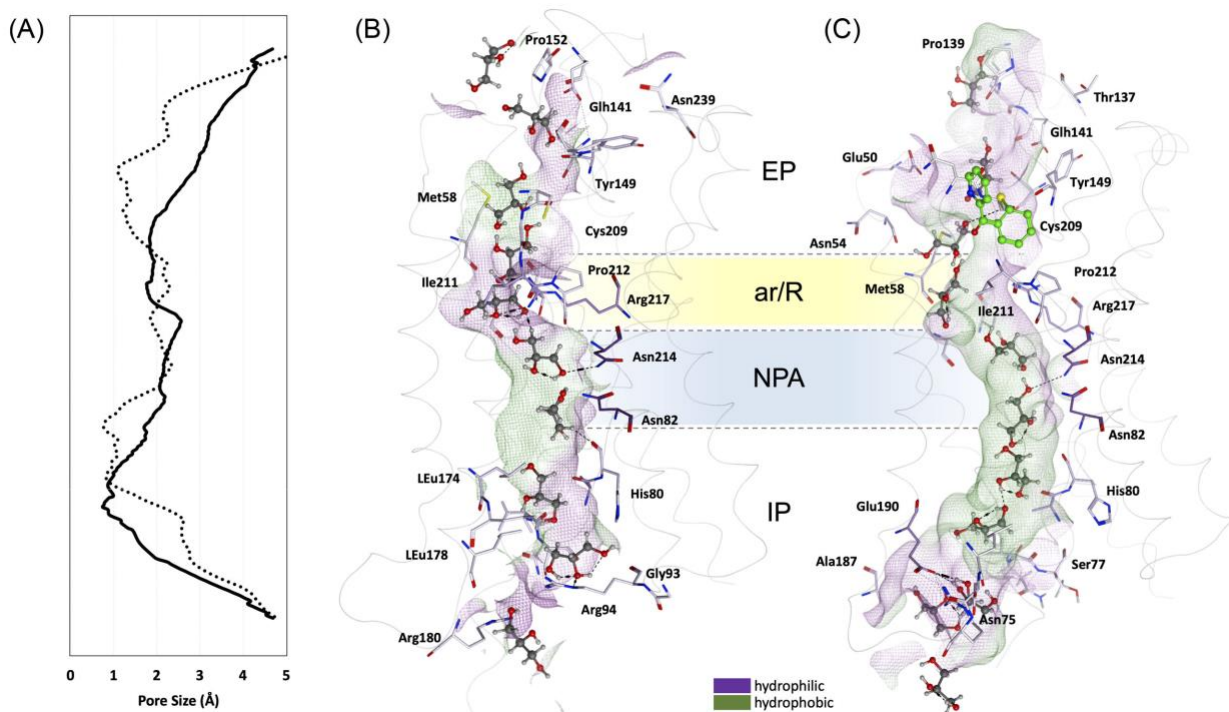 (A)
0 1 2 3 4 5
Pore Size (Å)
(B)
Pro152
Glh141
Asn239
Tyr149
Met58
Cys209
Ile211
Pro212
Arg217
Asn214
Asn82
LEu174
His80
LEu178
Gly93
Arg94
Arg180
EP
ar/R
NPA
IP
hydrophilic
hydrophobic
(C)
Pro139
Thr137
Glh141
Glu50
Tyr149
Cys209
Asn54
Pro212
Met58
Arg217
Ile211
Asn214
Asn82
His80
Glu190
Ala187
Ser77
Asn75